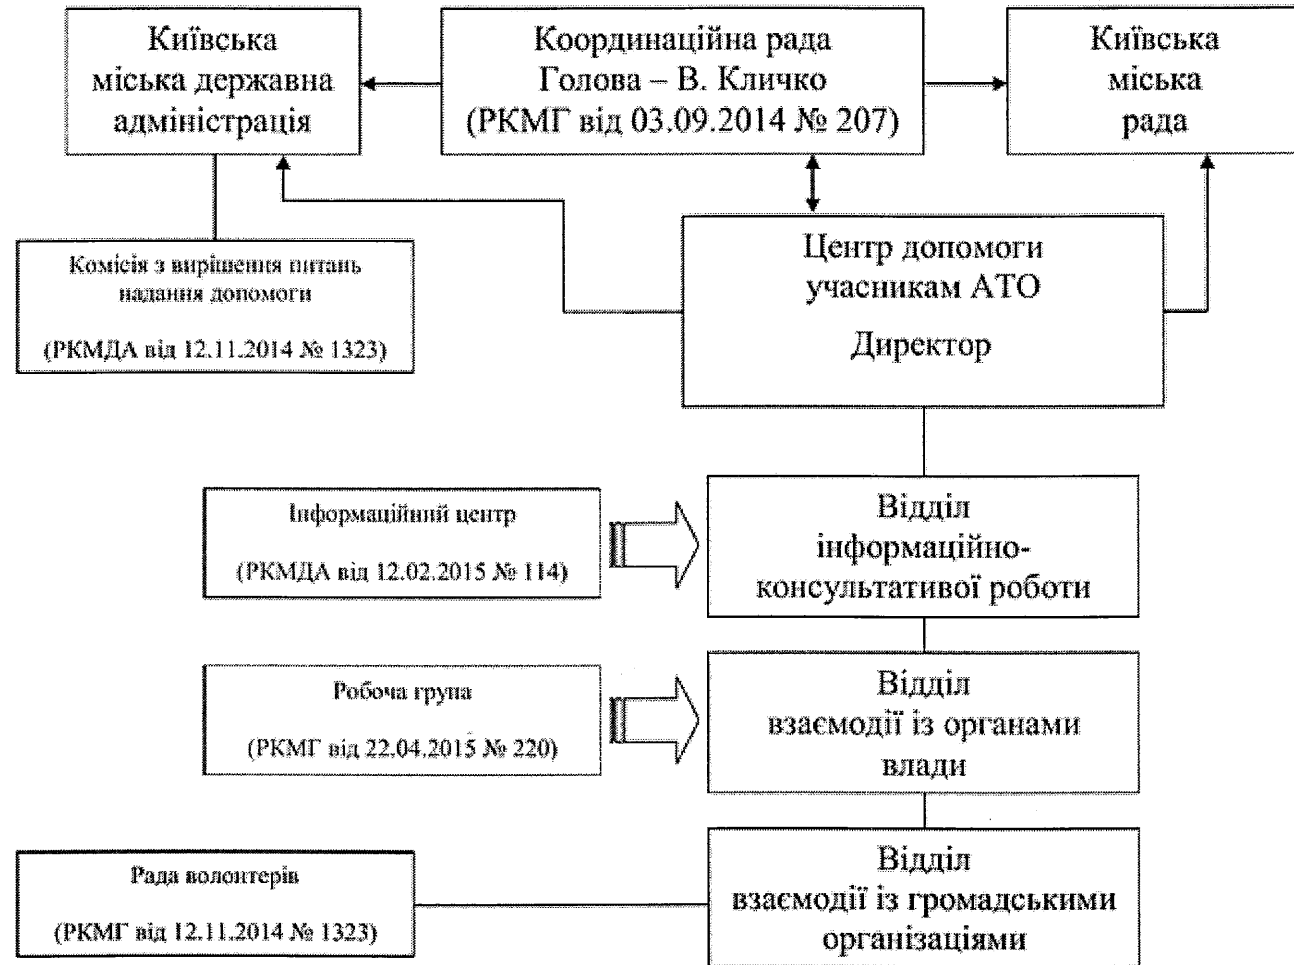 Київська
міська державна
адміністрація
Координаційна рада
Голова – В. Кличко
(РКМГ від 03.09.2014 № 207)
Київська
міська
рада
Комісія з вирішення питань
надання допомоги
(РКМДА від 12.11.2014 № 1323)
Центр допомоги
учасникам АТО
Директор
Інформаційний центр
(РКМДА від 12.02.2015 № 114)
Відділ
інформаційно-
консультативої роботи
Робоча група
(РКМГ від 22.04.2015 № 220)
Відділ
взаємодії із органами
влади
Рада волонтерів
(РКМГ від 12.11.2014 № 1323)
Відділ
взаємодії із громадськими
організаціями